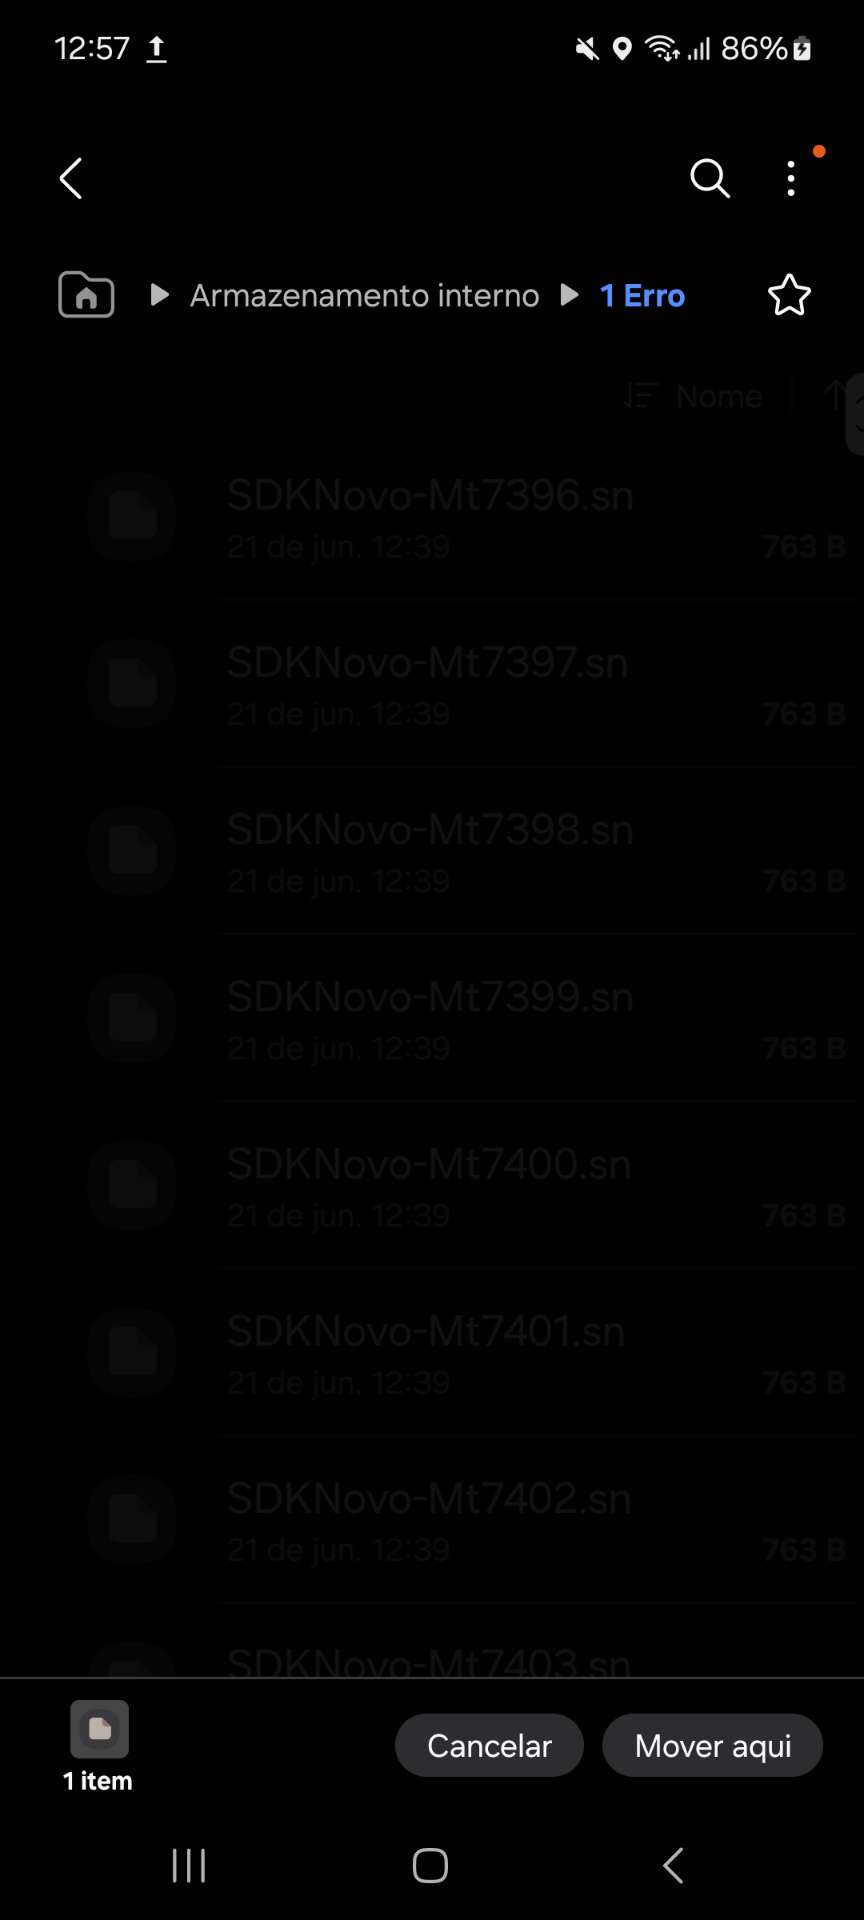 12:57 86%
Armazenamento interno 1 Erro
Nome
SDKNovo-Mt7396.sn
21 de jun. 12:39 763 B
SDKNovo-Mt7397.sn
21 de jun. 12:39 763 B
SDKNovo-Mt7398.sn
21 de jun. 12:39 763 B
SDKNovo-Mt7399.sn
21 de jun. 12:39 763 B
SDKNovo-Mt7400.sn
21 de jun. 12:39 763 B
SDKNovo-Mt7401.sn
21 de jun. 12:39 763 B
SDKNovo-Mt7402.sn
21 de jun. 12:39 763 B
SDKNovo-Mt7403.sn
1 item
Cancelar
Mover aqui